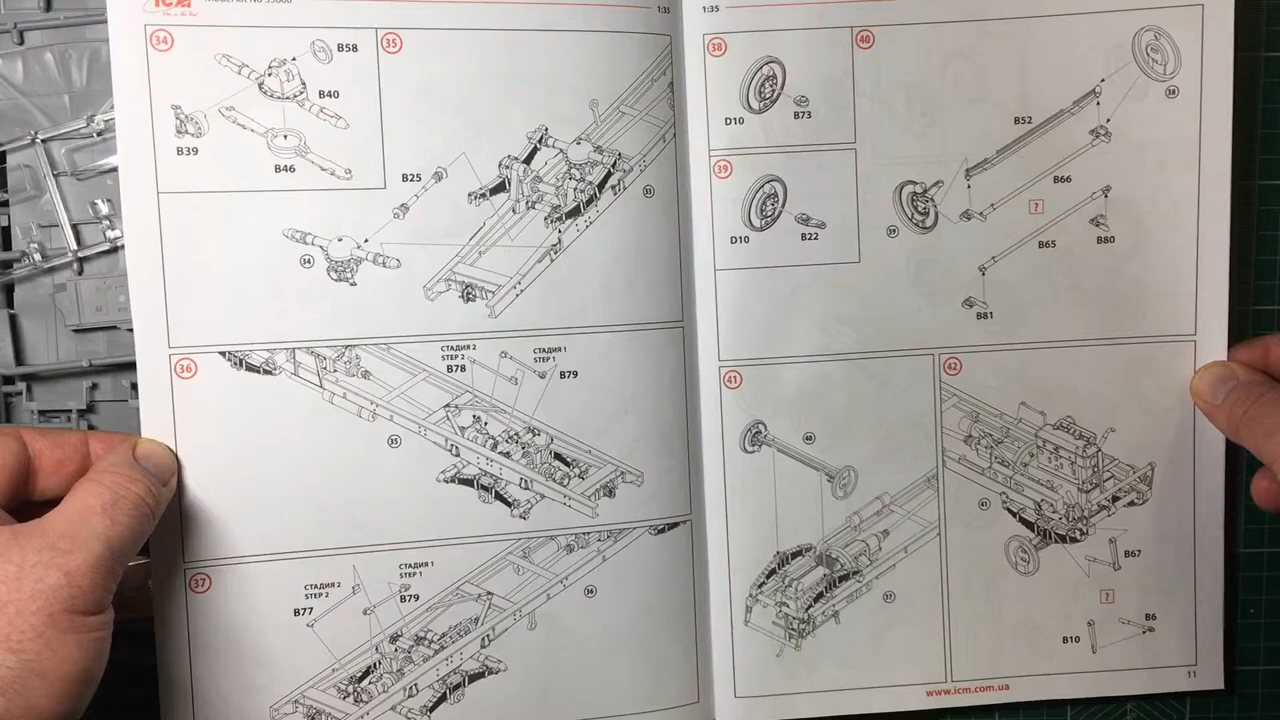 ICM
1:35
34
B58
B40
B39
B46
35
B25
34
33
36
СТАДИЯ 2
STEP 2
B78
СТАДИЯ 1
STEP 1
B79
35
37
СТАДИЯ 2
STEP 2
B77
СТАДИЯ 1
STEP 1
B79
36
1:35
38
D10
B73
39
D10
B22
40
38
B52
B66
?
39
B65
B80
B81
41
40
37
42
41
B67
?
B10
B6
11
www.icm.com.ua